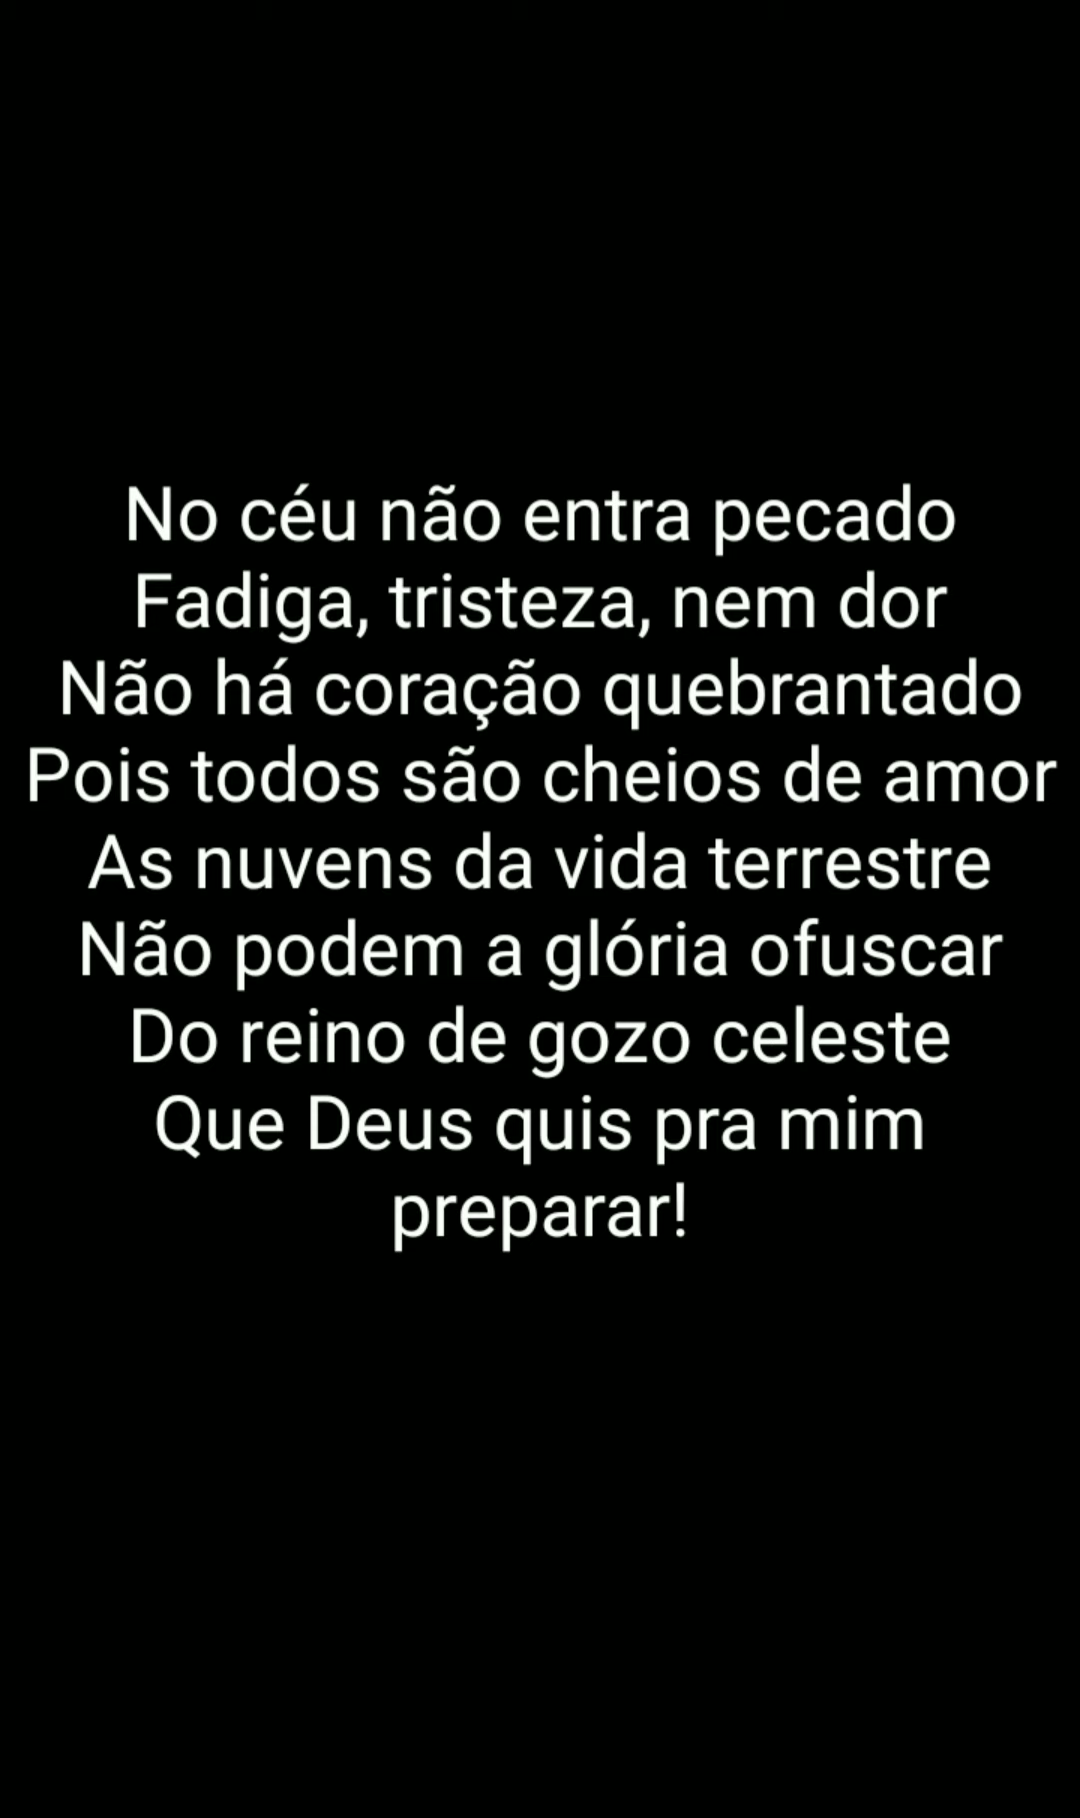 No céu não entra pecado
Fadiga, tristeza, nem dor
Não há coração quebrantado
Pois todos são cheios de amor
As nuvens da vida terrestre
Não podem a glória ofuscar
Do reino de gozo celeste
Que Deus quis pra mim
preparar!